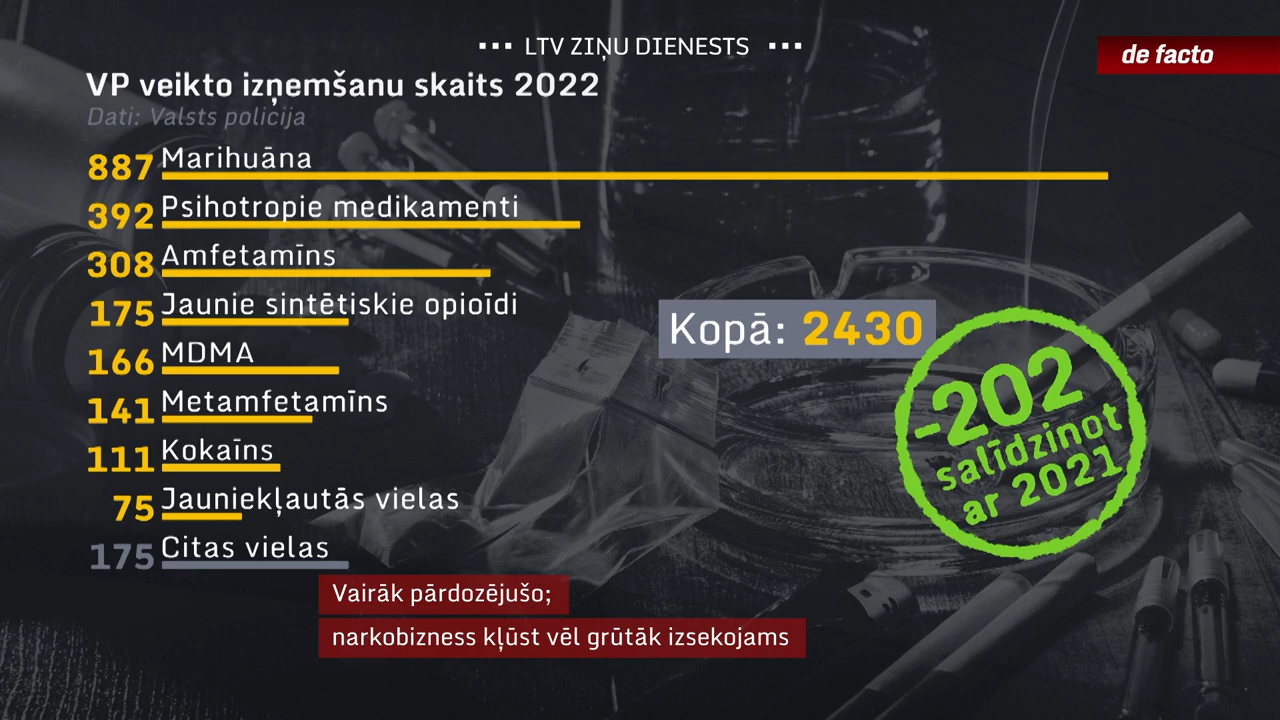 LTV ZIŅU DIENESTS
de facto
VP veikto izņemšanu skaits 2022
Dati: Valsts policija
887 Marihuāna
392 Psihotropie medikamenti
308 Amfetamīns
175 Jaunie sintētiskie opioīdi
166 MDMA
141 Metamfetamīns
111 Kokaīns
75 Jauniekļautās vielas
175 Citas vielas
Kopā: 2430
-202
salīdzinot
ar 2021
Vairāk pārdozējušo;
narkobizness kļūst vēl grūtāk izsekojams